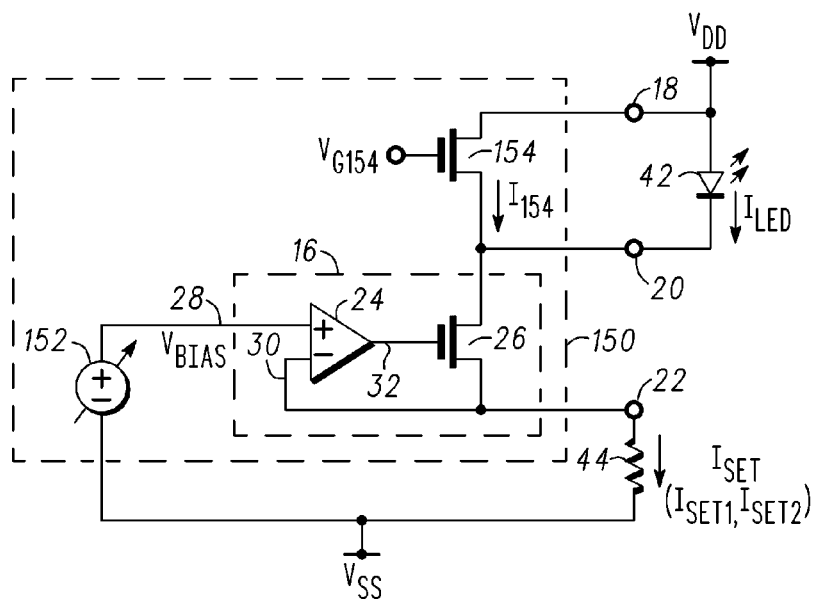 V_DD
18
V_G154
154
42
I_154
I_LED
16
20
28
24
152
V_BIAS
30
26
150
32
22
44
I_SET
(I_SET1, I_SET2)
V_SS
+
−
+
−